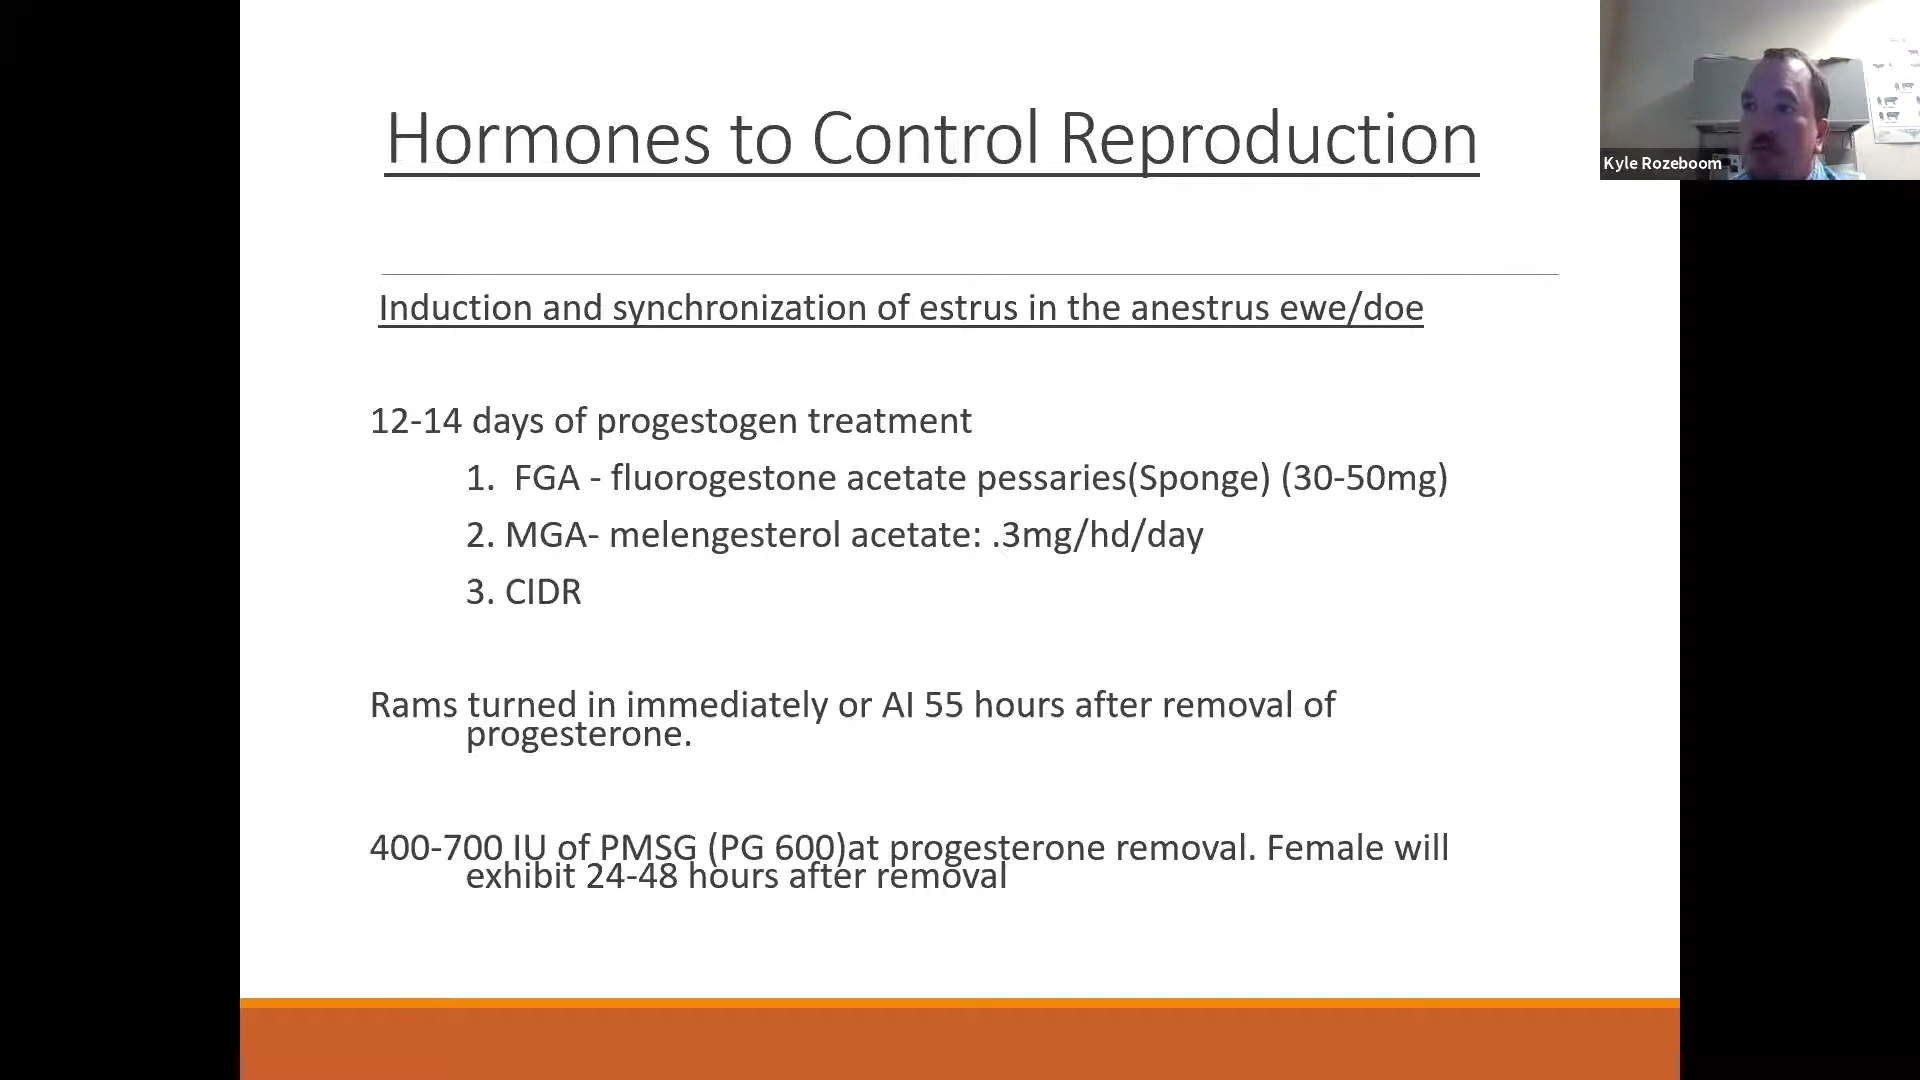 Hormones to Control Reproduction
Kyle Rozeboom
Induction and synchronization of estrus in the anestrus ewe/doe
12-14 days of progestogen treatment
1. FGA - fluorogestone acetate pessaries(Sponge) (30-50mg)
2. MGA- melengesterol acetate: .3mg/hd/day
3. CIDR
Rams turned in immediately or AI 55 hours after removal of
progesterone.
400-700 IU of PMSG (PG 600)at progesterone removal. Female will
exhibit 24-48 hours after removal